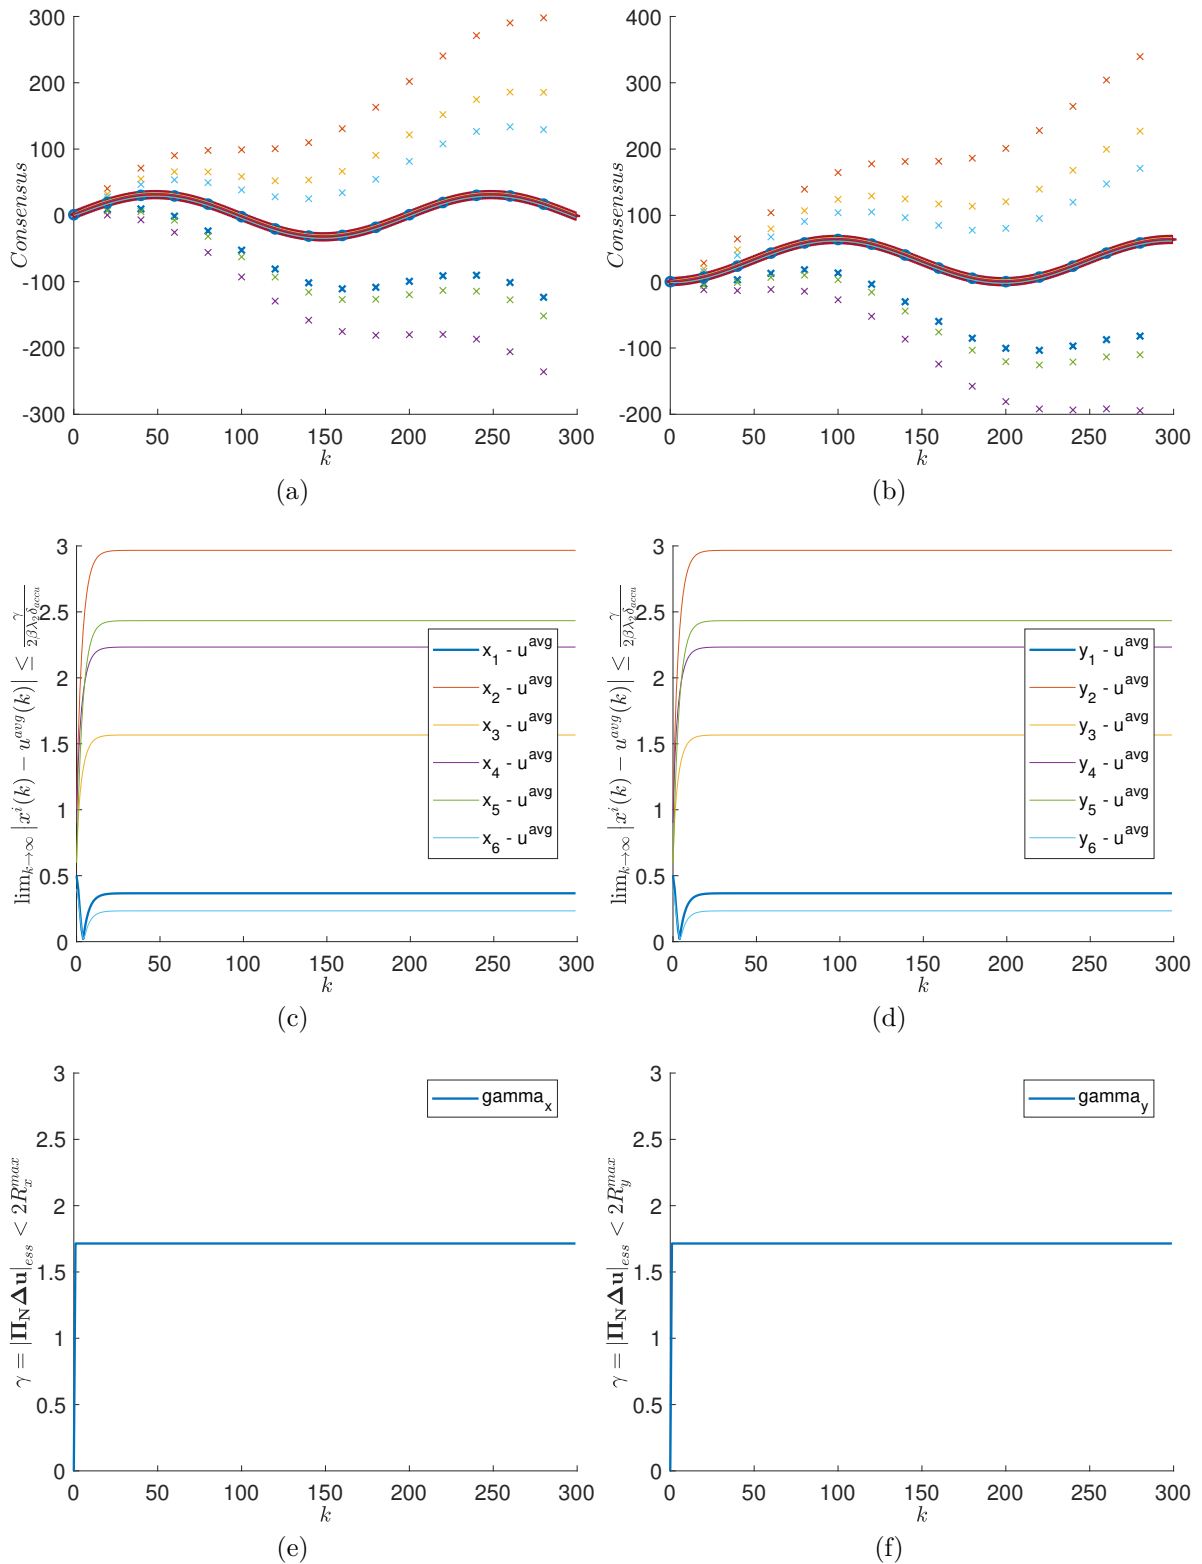 300
200
100
0
-100
-200
-300
Consensus
0 50 100 150 200 250 300
k
(a)
400
300
200
100
0
-100
-200
Consensus
0 50 100 150 200 250 300
k
(b)
3
2.5
2
1.5
1
0.5
0
lim_{k→∞} |x^i(k) − u^{avg}(k)| ≤ \frac{γ}{2βλ_2δ_{accu}}
x_1 - u^{avg}
x_2 - u^{avg}
x_3 - u^{avg}
x_4 - u^{avg}
x_5 - u^{avg}
x_6 - u^{avg}
0 50 100 150 200 250 300
k
(c)
3
2.5
2
1.5
1
0.5
0
lim_{k→∞} |x^i(k) − u^{avg}(k)| ≤ \frac{γ}{2βλ_2δ_{accu}}
y_1 - u^{avg}
y_2 - u^{avg}
y_3 - u^{avg}
y_4 - u^{avg}
y_5 - u^{avg}
y_6 - u^{avg}
0 50 100 150 200 250 300
k
(d)
3
2.5
2
1.5
1
0.5
0
γ = |Π_N Δu|_{ess} < 2R_x^{max}
gamma_x
0 50 100 150 200 250 300
k
(e)
3
2.5
2
1.5
1
0.5
0
γ = |Π_N Δu|_{ess} < 2R_y^{max}
gamma_y
0 50 100 150 200 250 300
k
(f)